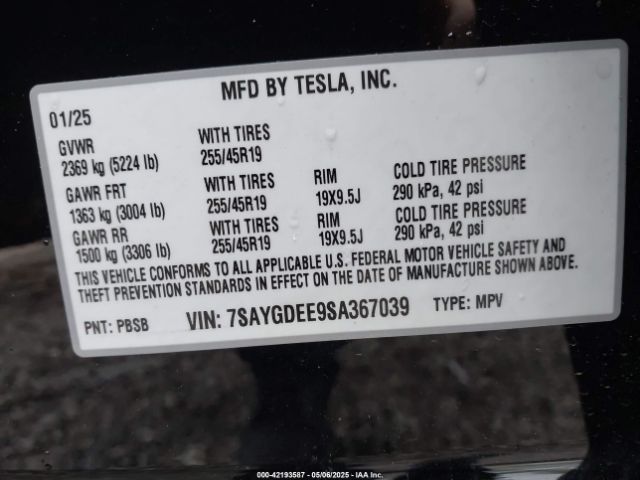 MFD BY TESLA, INC.
01/25
GVWR WITH TIRES
2369 kg (5224 lb) 255/45R19
GAWR FRT WITH TIRES RIM COLD TIRE PRESSURE
1363 kg (3004 lb) 255/45R19 19X9.5J 290 kPa, 42 psi
GAWR RR WITH TIRES RIM COLD TIRE PRESSURE
1500 kg (3306 lb) 255/45R19 19X9.5J 290 kPa, 42 psi
THIS VEHICLE CONFORMS TO ALL APPLICABLE U.S. FEDERAL MOTOR VEHICLE SAFETY AND
THEFT PREVENTION STANDARDS IN EFFECT ON THE DATE OF MANUFACTURE SHOWN ABOVE.
PNT: PBSB VIN: 7SAYGDEE9SA367039 TYPE: MPV
000-42193587 - 05/06/2025 - IAA Inc.